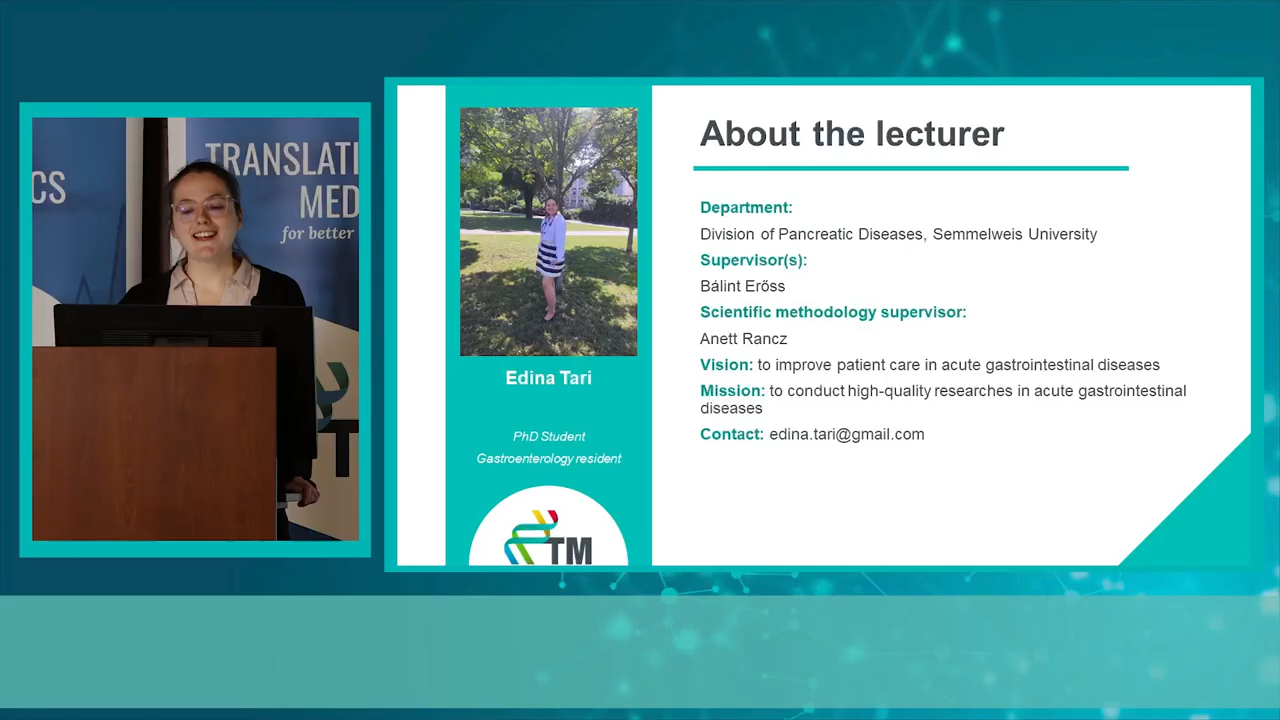 CS
TRANSLATI
MED
for better
T
About the lecturer
Department:
Division of Pancreatic Diseases, Semmelweis University
Supervisor(s):
Bálint Erőss
Scientific methodology supervisor:
Anett Rancz
Vision: to improve patient care in acute gastrointestinal diseases
Mission: to conduct high-quality researches in acute gastrointestinal
diseases
Contact: edina.tari@gmail.com
Edina Tari
PhD Student
Gastroenterology resident
TM